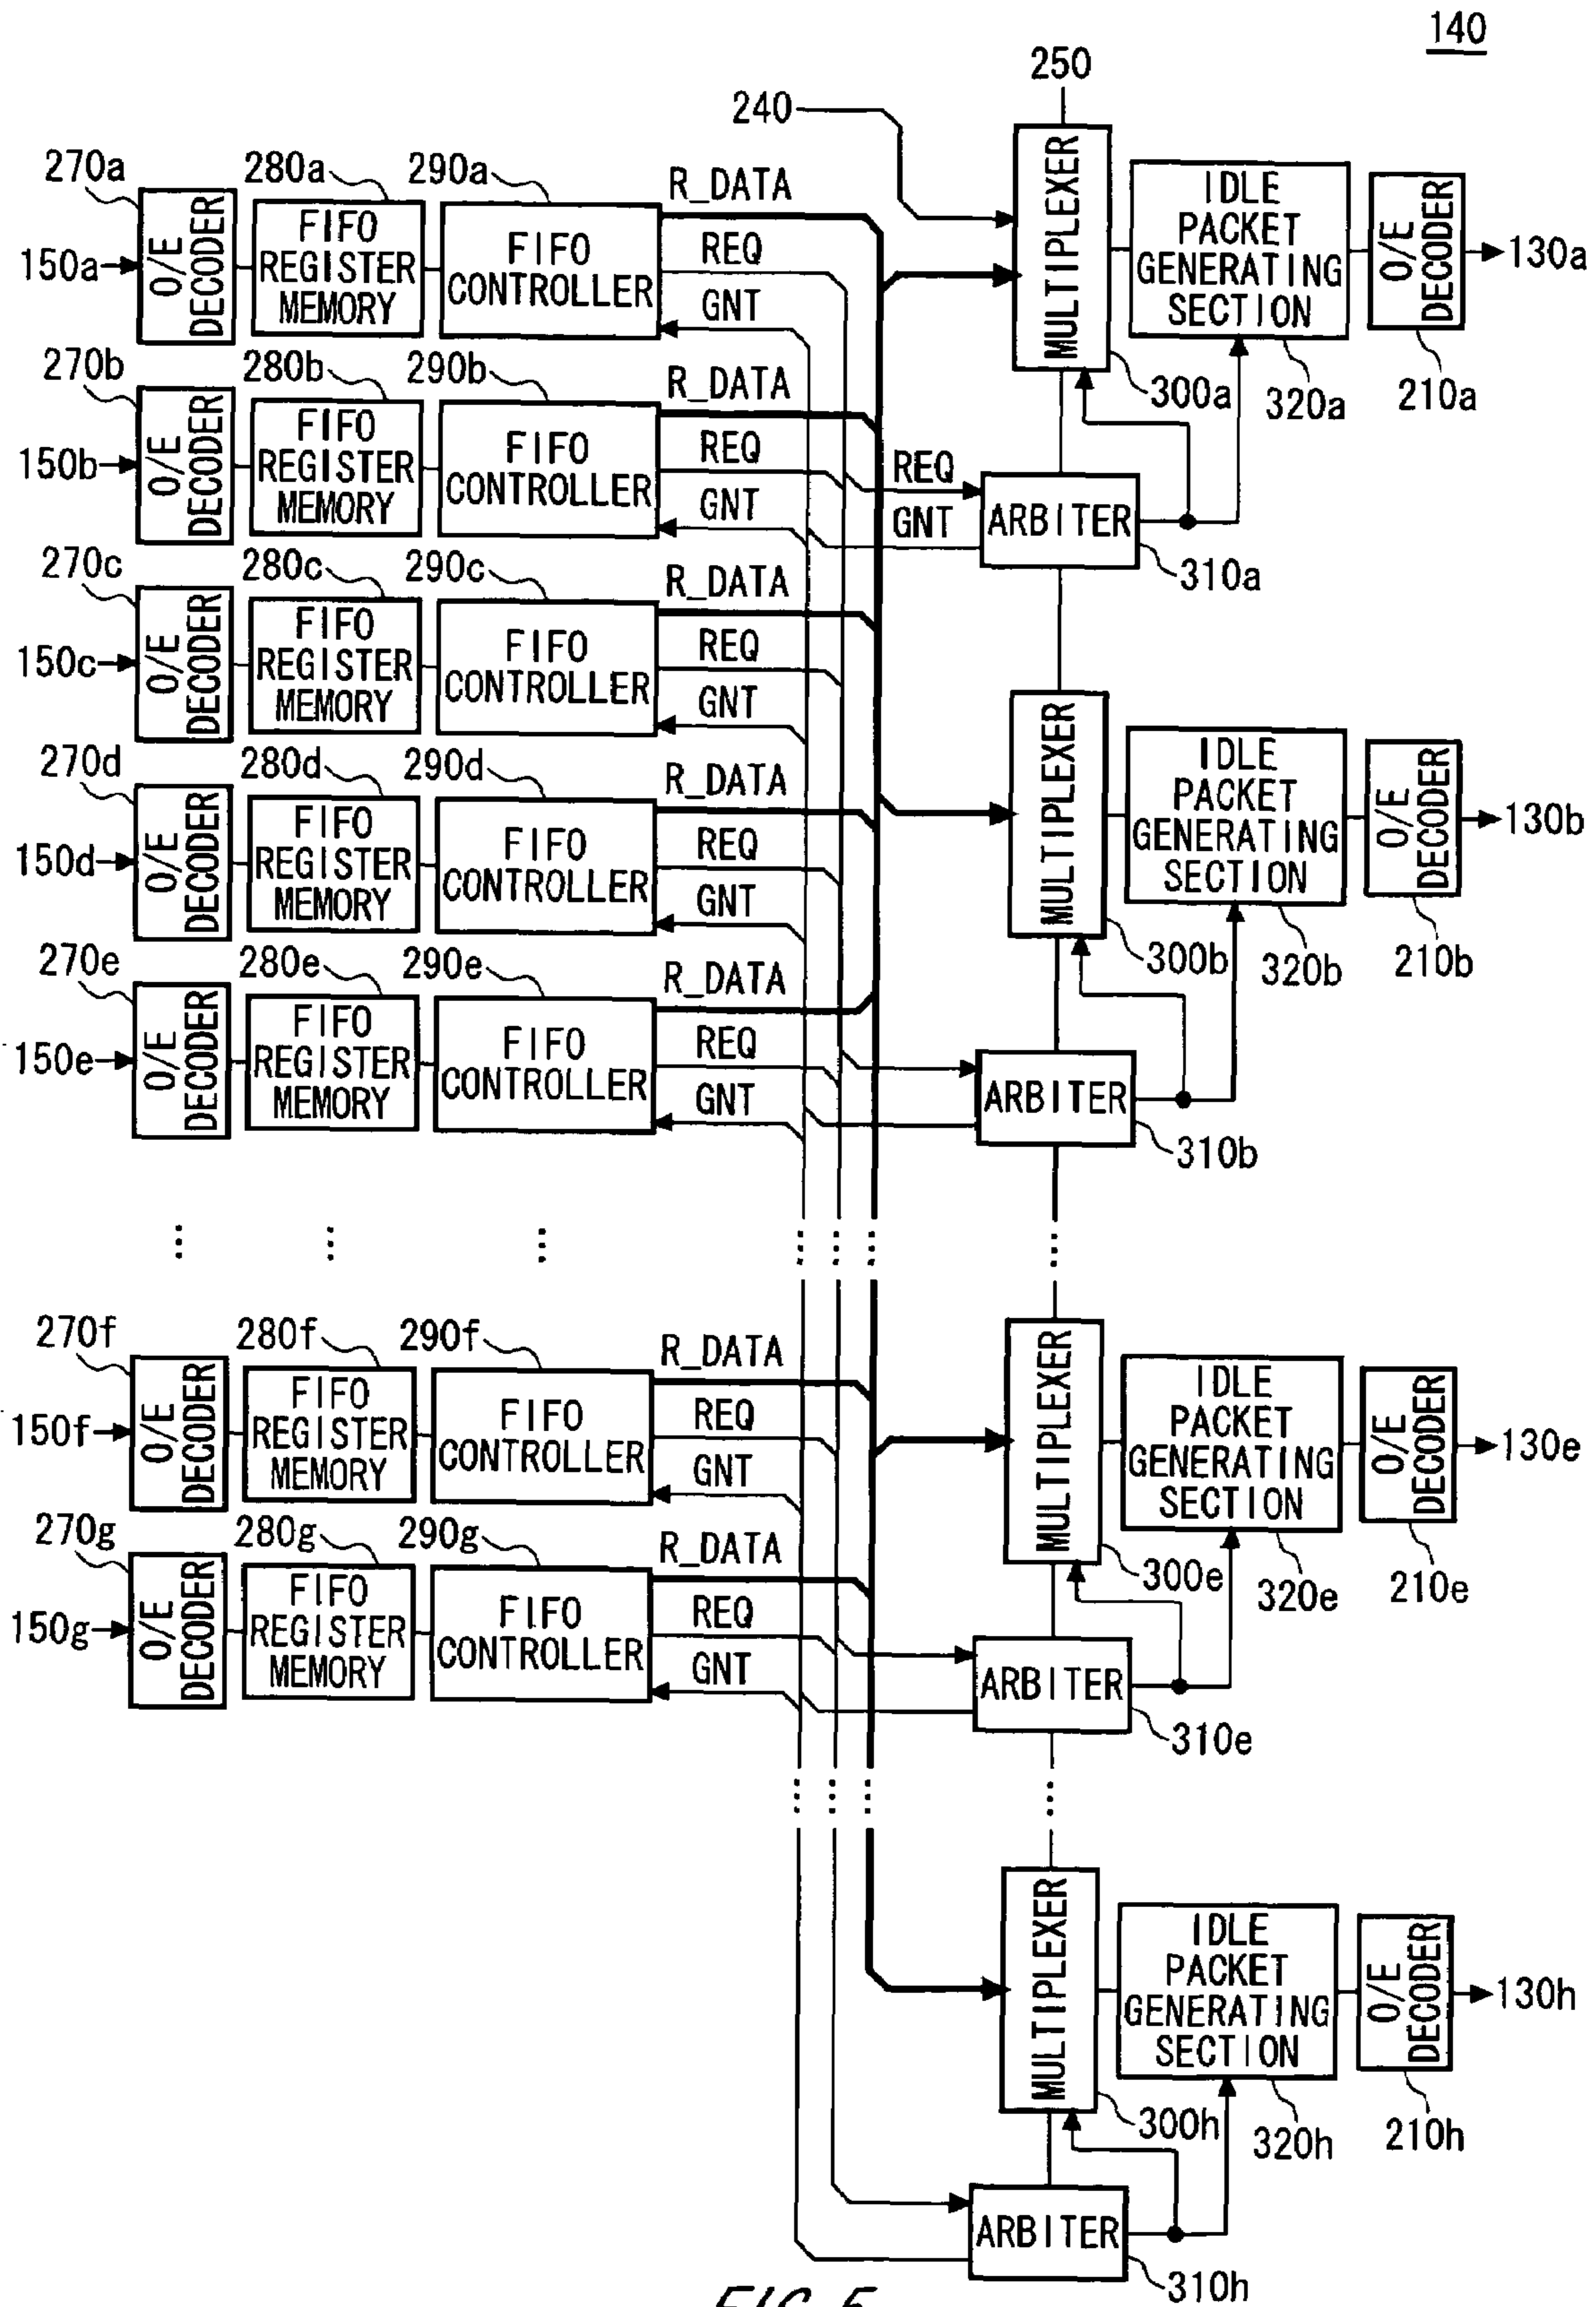 140
250
240
270a
280a
290a
R_DATA
150a
O/E
DECODER
FIFO
REGISTER
MEMORY
FIFO
CONTROLLER
REQ
GNT
MULTIPLEXER
300a
IDLE
PACKET
GENERATING
SECTION
320a
O/E
DECODER
210a
130a
270b
280b
290b
R_DATA
150b
O/E
DECODER
FIFO
REGISTER
MEMORY
FIFO
CONTROLLER
REQ
GNT
REQ
GNT
ARBITER
310a
270c
280c
290c
R_DATA
150c
O/E
DECODER
FIFO
REGISTER
MEMORY
FIFO
CONTROLLER
REQ
GNT
270d
280d
290d
R_DATA
150d
O/E
DECODER
FIFO
REGISTER
MEMORY
FIFO
CONTROLLER
REQ
GNT
MULTIPLEXER
300b
IDLE
PACKET
GENERATING
SECTION
320b
O/E
DECODER
210b
130b
270e
280e
290e
R_DATA
150e
O/E
DECODER
FIFO
REGISTER
MEMORY
FIFO
CONTROLLER
REQ
GNT
ARBITER
310b
270f
280f
290f
R_DATA
150f
O/E
DECODER
FIFO
REGISTER
MEMORY
FIFO
CONTROLLER
REQ
GNT
MULTIPLEXER
300e
IDLE
PACKET
GENERATING
SECTION
320e
O/E
DECODER
210e
130e
270g
280g
290g
R_DATA
150g
O/E
DECODER
FIFO
REGISTER
MEMORY
FIFO
CONTROLLER
REQ
GNT
ARBITER
310e
MULTIPLEXER
300h
IDLE
PACKET
GENERATING
SECTION
320h
O/E
DECODER
210h
130h
ARBITER
310h